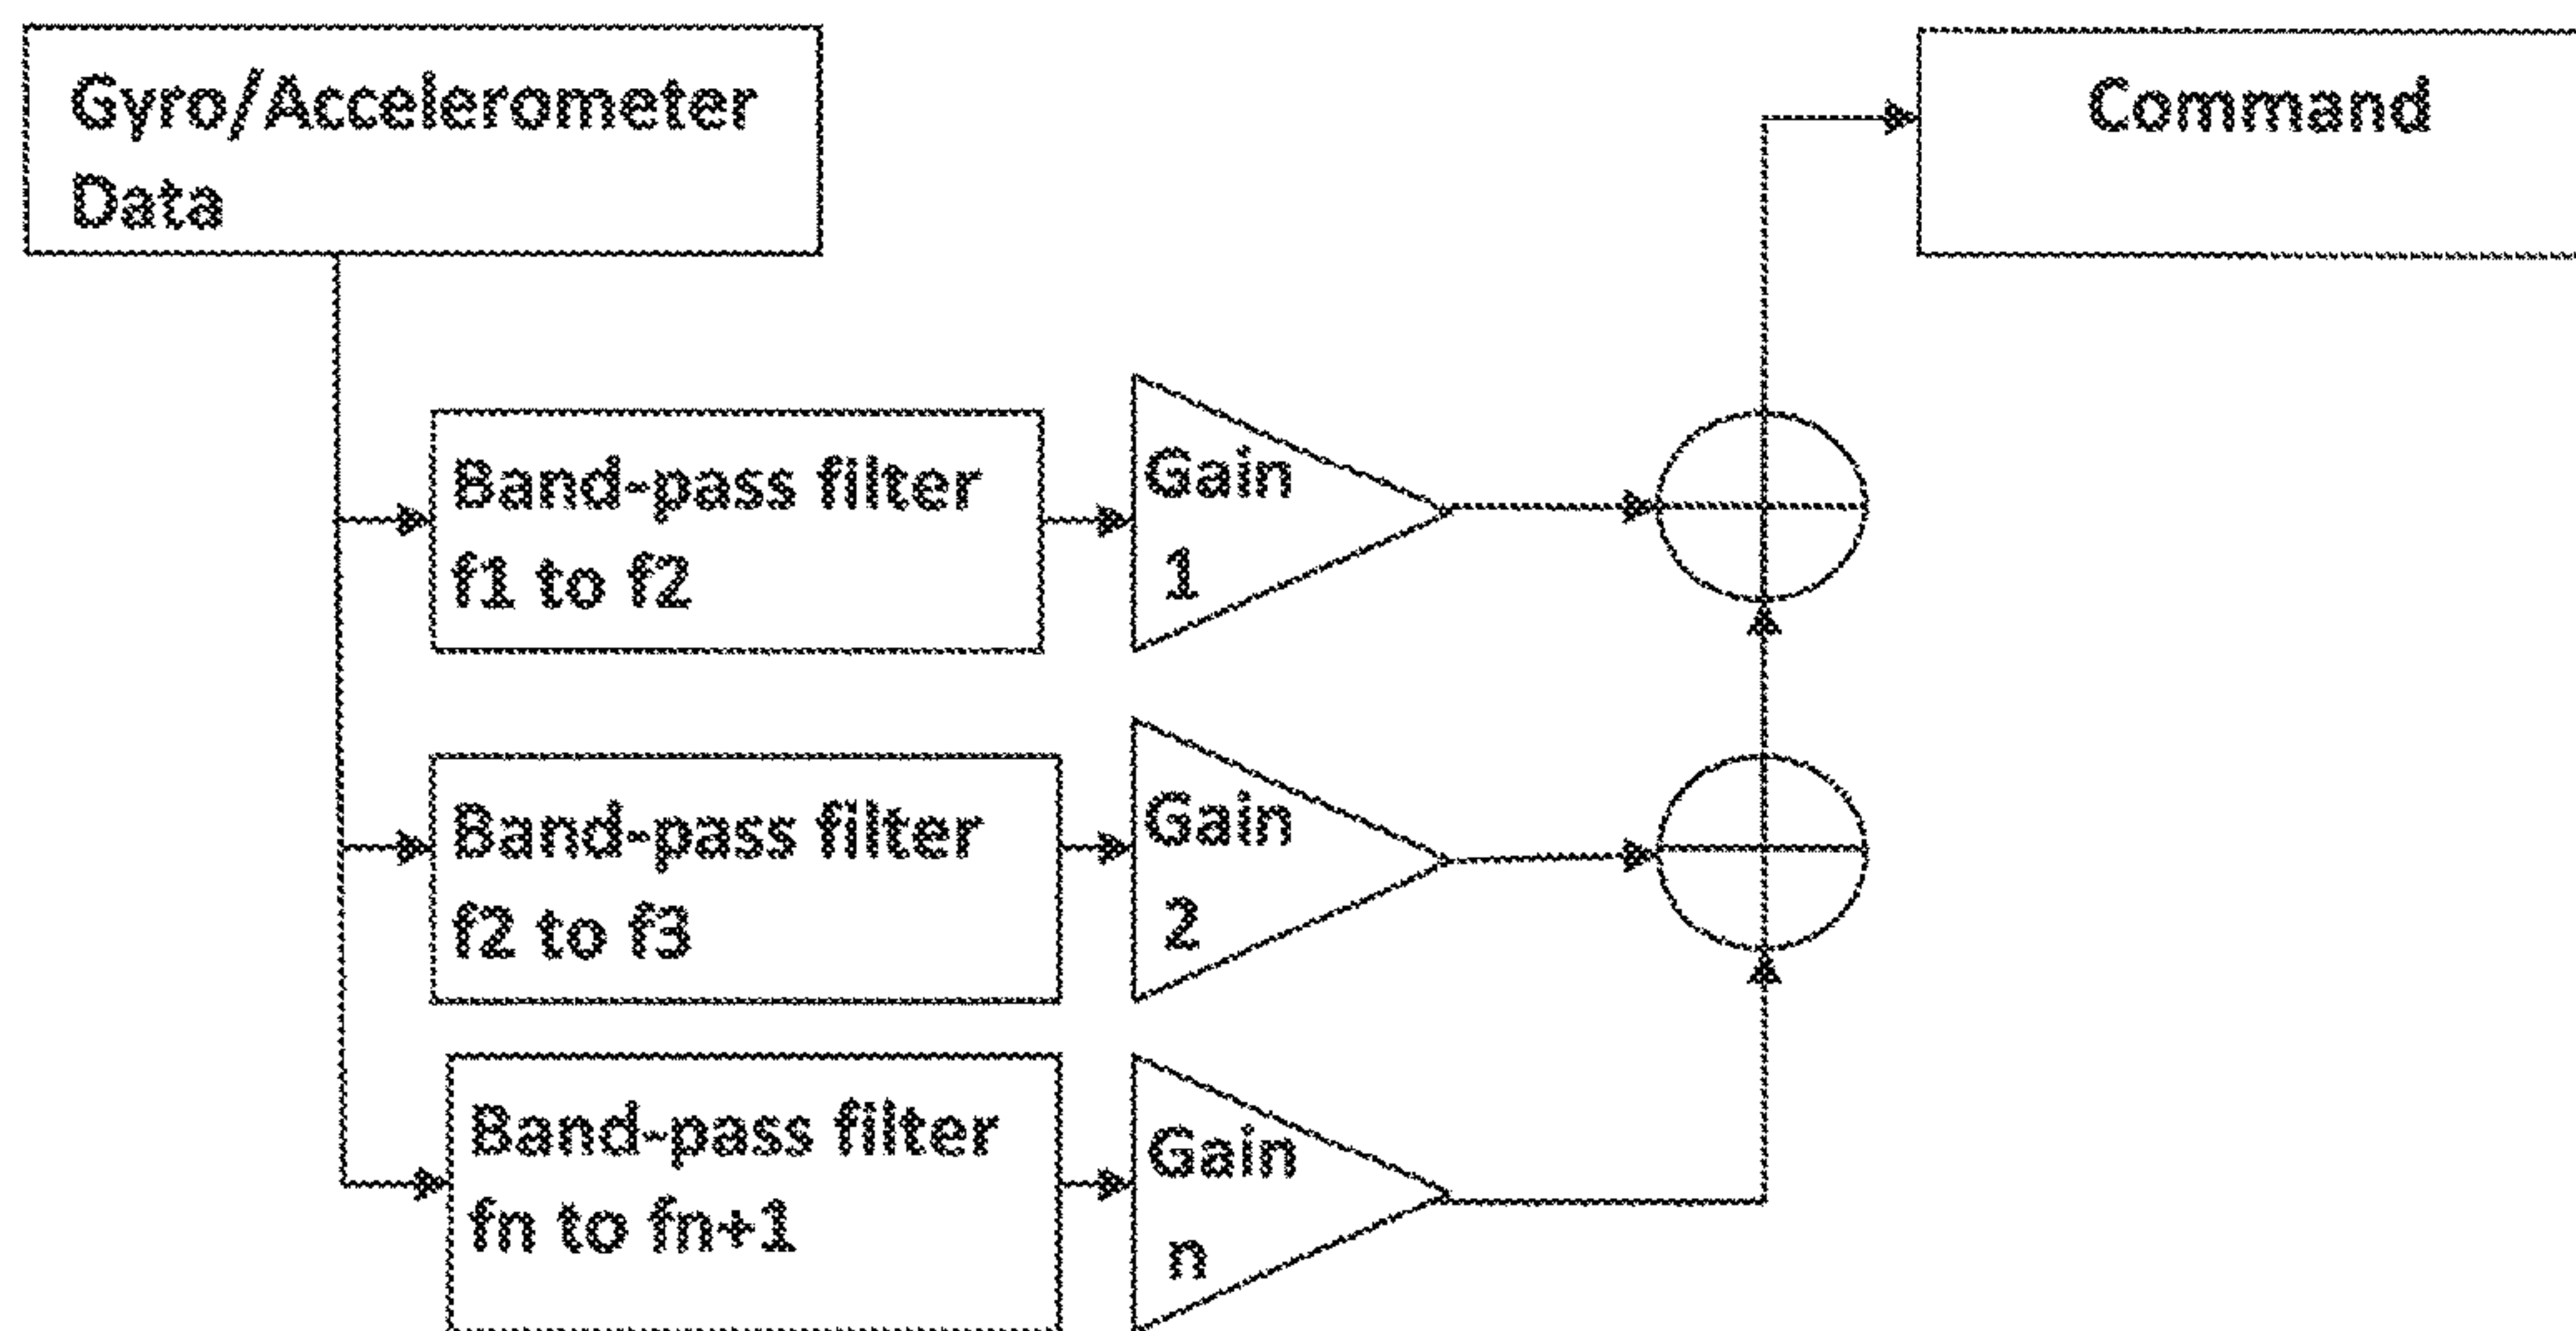 Gyro/Accelerometer
Data
Command
Band-pass filter
f1 to f2
Gain
1
Band-pass filter
f2 to f3
Gain
2
Band-pass filter
fn to fn+1
Gain
n